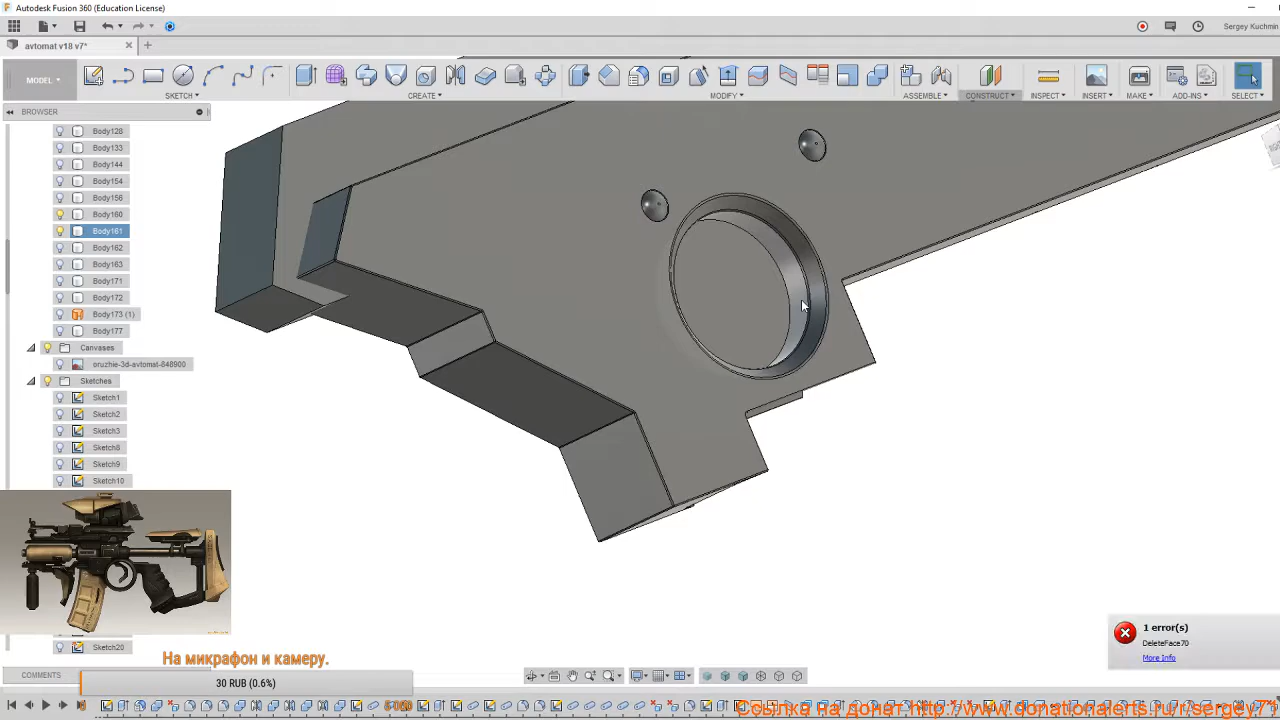 Autodesk Fusion 360 (Education License)
Sergey Kuchmin
avtomat v18 v7*
MODEL
SKETCH
CREATE
MODIFY
ASSEMBLE
CONSTRUCT
INSPECT
INSERT
MAKE
ADD-INS
SELECT
BROWSER
Body128
Body133
Body144
Body154
Body158
Body160
Body161
Body162
Body163
Body171
Body172
Body173 (1)
Body177
Canvases
oruzhie-3d-avtomat-848900
Sketches
Sketch1
Sketch2
Sketch3
Sketch8
Sketch9
Sketch10
Sketch20
1 error(s)
DeleteFace70
More Info
На микрофон и камеру.
COMMENTS
30 RUB (0.6%)
Ссылка на донат http://www.donationalerts.ru/r/sergey.71